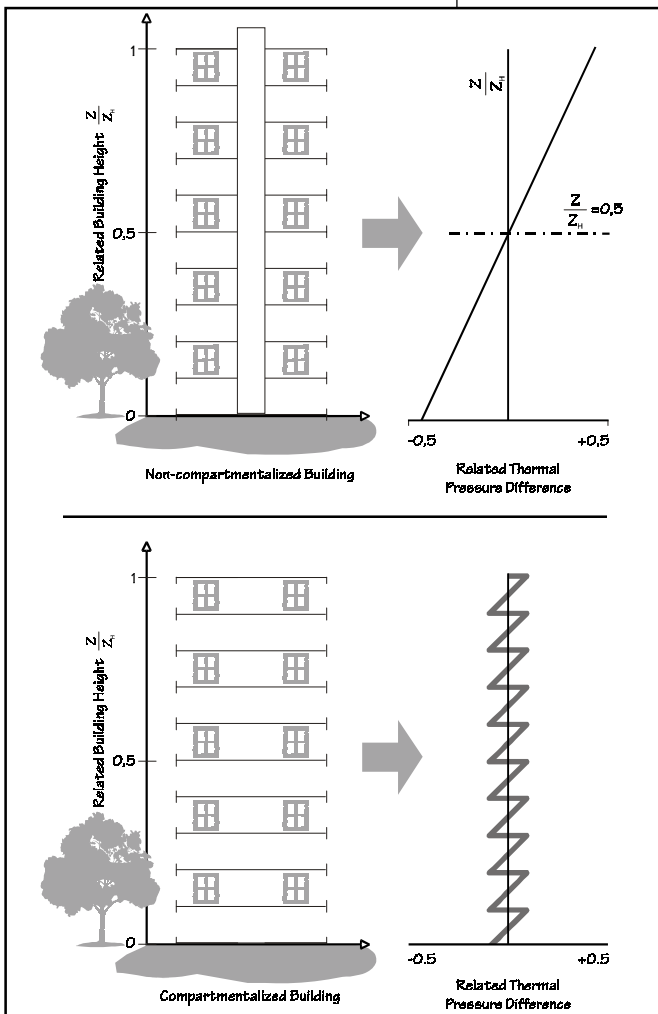 1
Related Building Height Z/Z_H
0,5
0
Non-compartmentalized Building
Z/Z_H
Z/Z_H =0,5
-0,5 +0,5
Related Thermal
Pressure Difference
1
Related Building Height Z/Z_H
0,5
0
Compartmentalized Building
-0.5 +0.5
Related Thermal
Pressure Difference